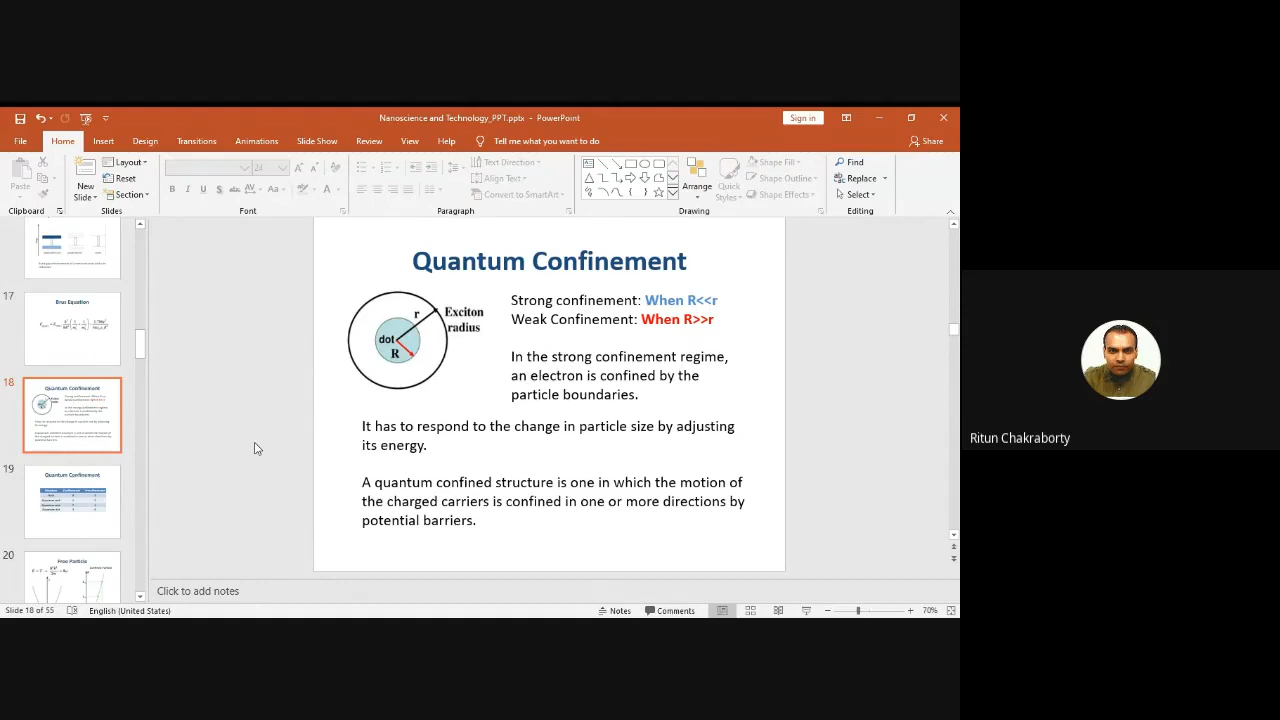 Nanoscience and Technology_PPT.pptx - PowerPoint
Sign in
File Home Insert Design Transitions Animations Slide Show Review View Help Tell me what you want to do Share
Paste
New
Slide
Layout
Reset
Section
24
B I U S abc AV Aa A
Text Direction
Align Text
Convert to SmartArt
Arrange
Quick
Styles
Shape Fill
Shape Outline
Shape Effects
Find
Replace
Select
Clipboard Slides Font Paragraph Drawing Editing
17
Brus Equation
18
Quantum Confinement
19
Quantum Confinement
20
Free Particle
Quantum Confinement
r
Exciton
radius
dot
R
Strong confinement: When R<<r
Weak Confinement: When R>>r
In the strong confinement regime,
an electron is confined by the
particle boundaries.
It has to respond to the change in particle size by adjusting
its energy.
A quantum confined structure is one in which the motion of
the charged carriers is confined in one or more directions by
potential barriers.
Click to add notes
Slide 18 of 55 English (United States) Notes Comments 70%
Ritun Chakraborty